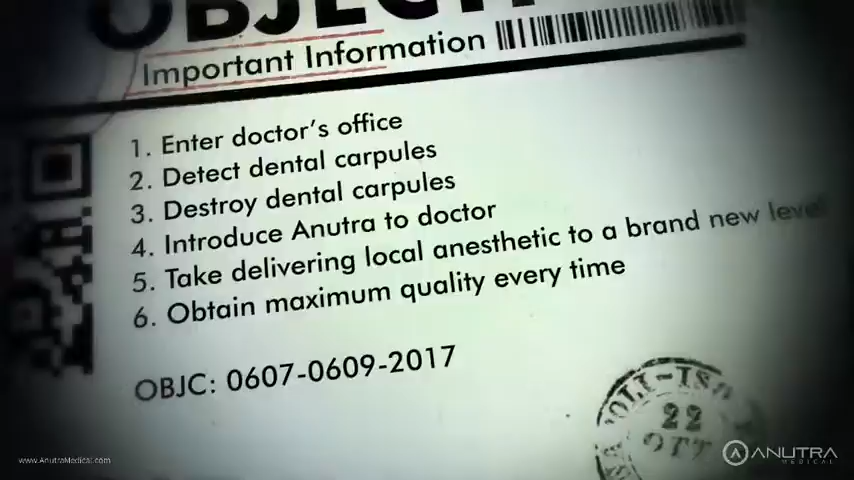 Important Information
1. Enter doctor's office
2. Detect dental carpules
3. Destroy dental carpules
4. Introduce Anutra to doctor
5. Take delivering local anesthetic to a brand new level
6. Obtain maximum quality every time
OBJC: 0607-0609-2017
22
OTT
www.AnutraMedical.com
ANUTRA
MEDICAL